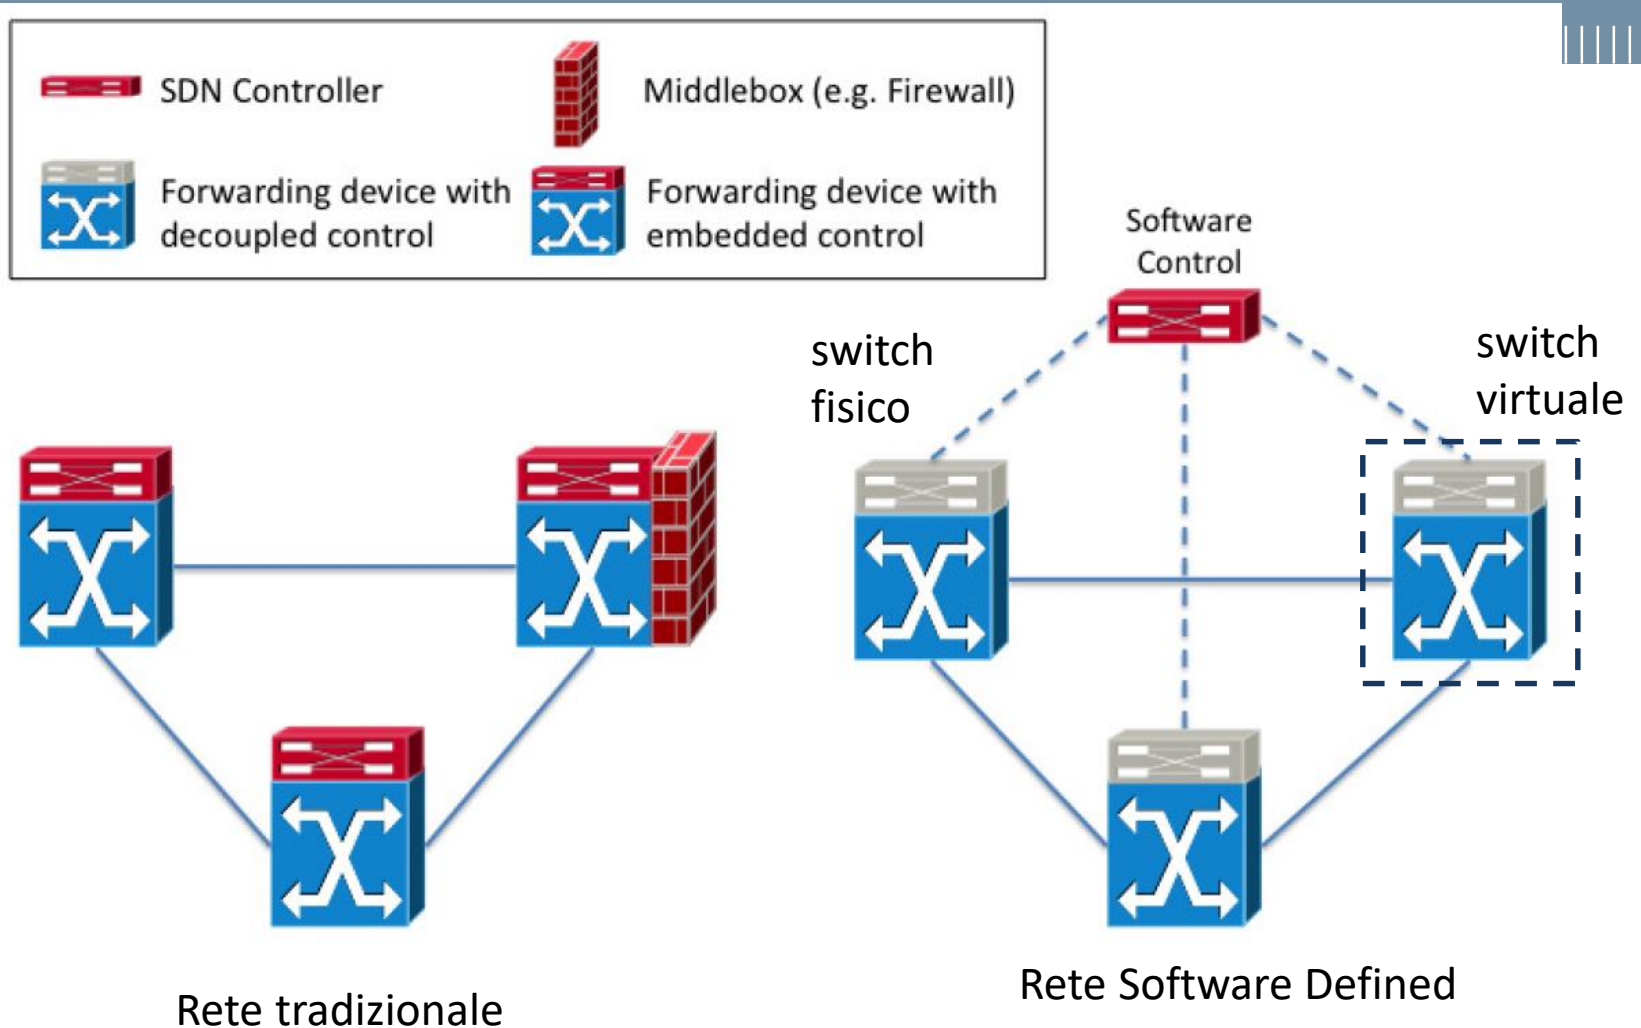 SDN Controller
Middlebox (e.g. Firewall)
Forwarding device with
decoupled control
Forwarding device with
embedded control
Software
Control
switch
fisico
switch
virtuale
Rete tradizionale
Rete Software Defined